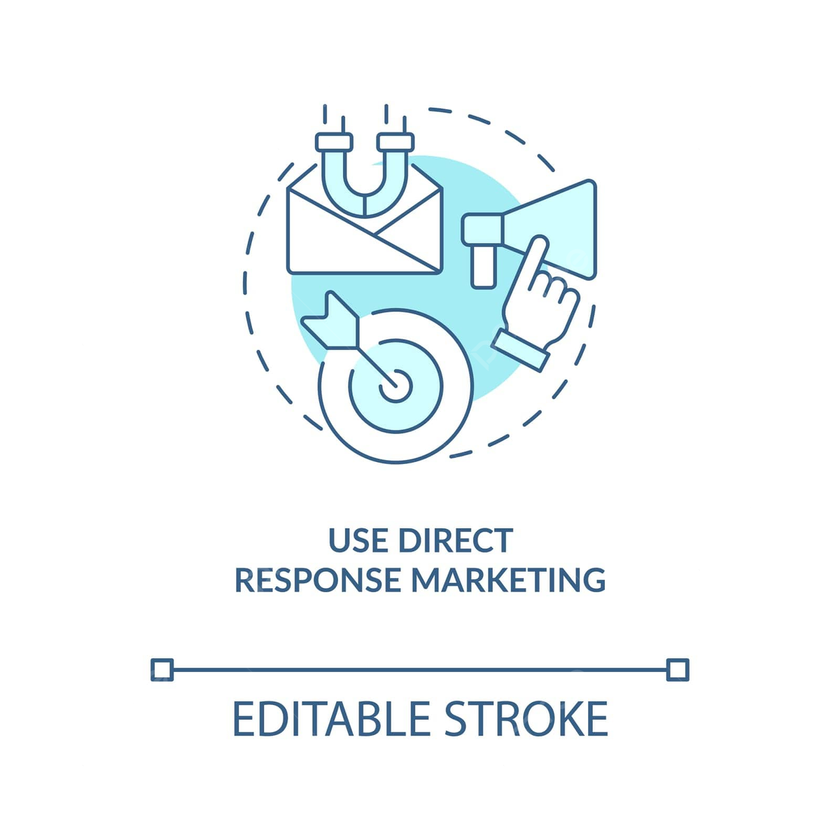 USE DIRECT
RESPONSE MARKETING
EDITABLE STROKE